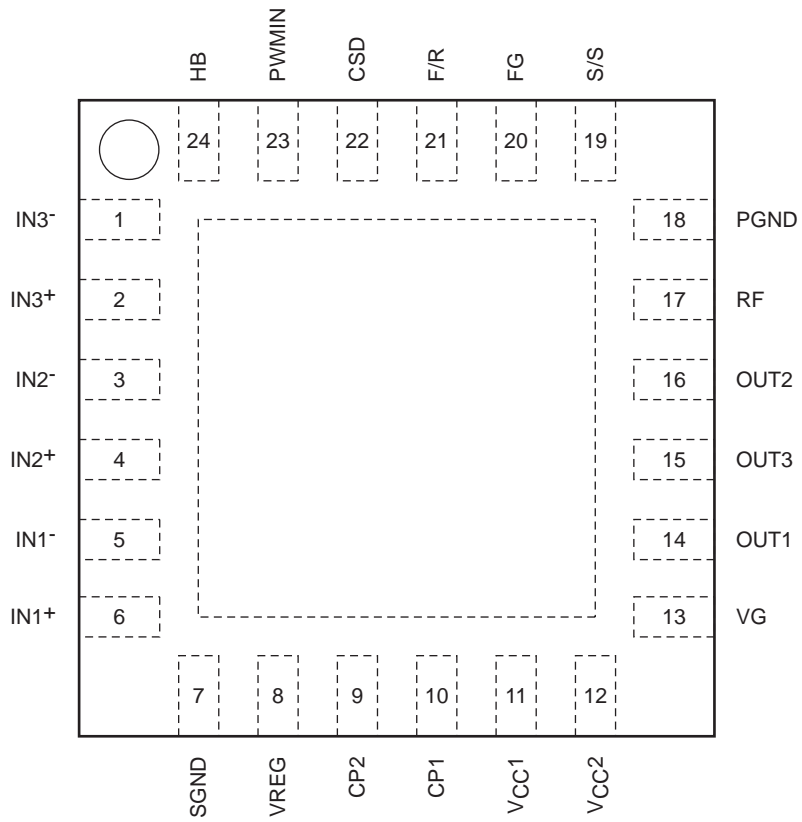 HB PWMIN CSD F/R FG S/S
24 23 22 21 20 19
IN3- 1 18 PGND
IN3+ 2 17 RF
IN2- 3 16 OUT2
IN2+ 4 15 OUT3
IN1- 5 14 OUT1
IN1+ 6 13 VG
7 8 9 10 11 12
SGND VREG CP2 CP1 VCC1 VCC2